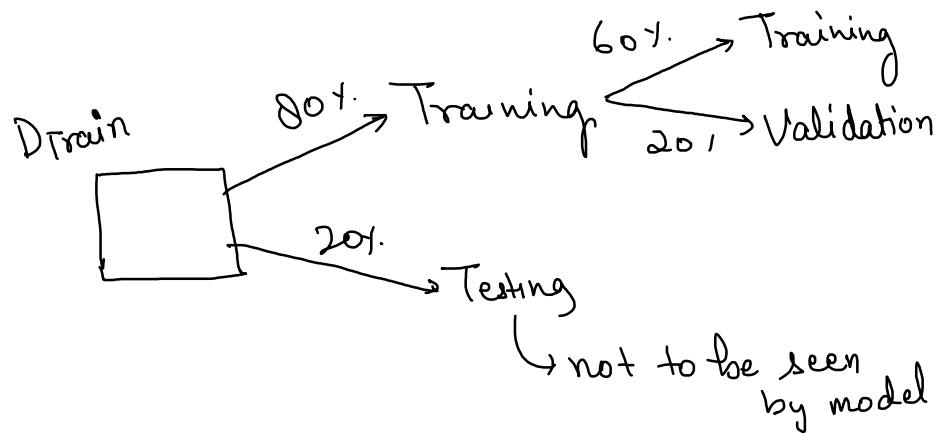 60%. Training
80%. Training
DTrain
20% Validation
20%.
Testing
not to be seen
by model